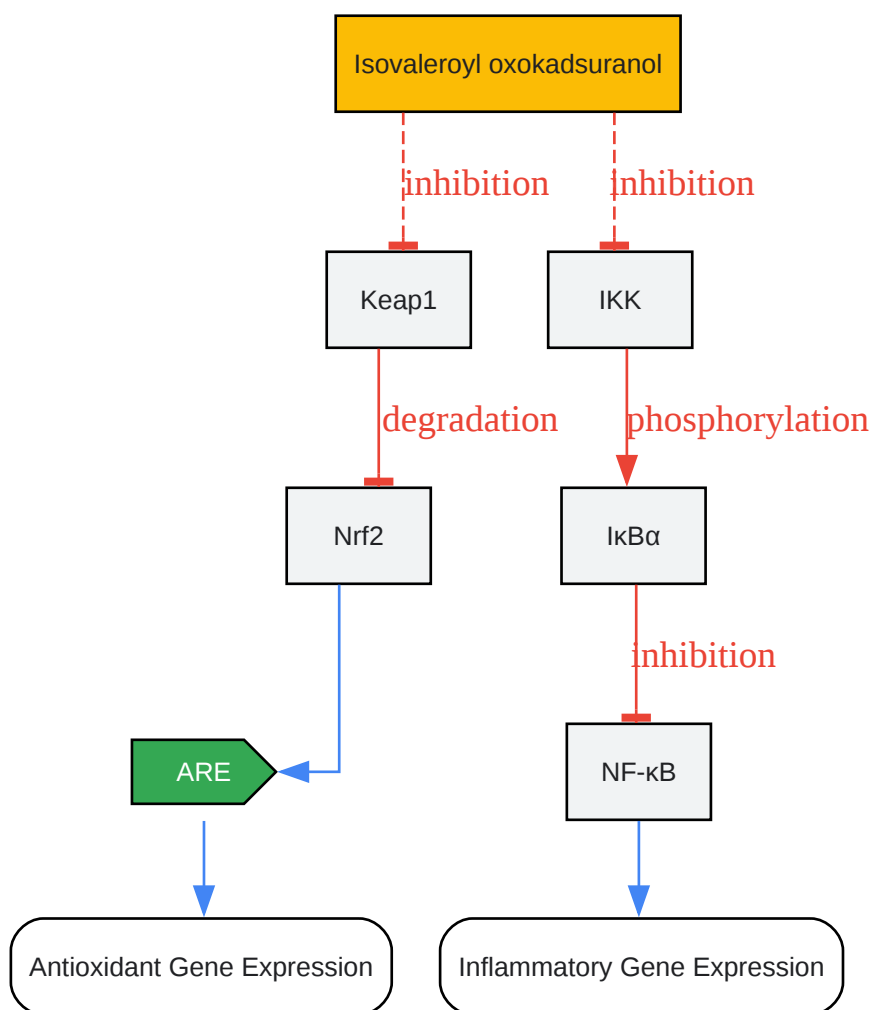 Isovaleroyl oxokadsuranol
inhibition
inhibition
Keap1
IKK
degradation
phosphorylation
Nrf2
IκBα
inhibition
ARE
NF-κB
Antioxidant Gene Expression
Inflammatory Gene Expression